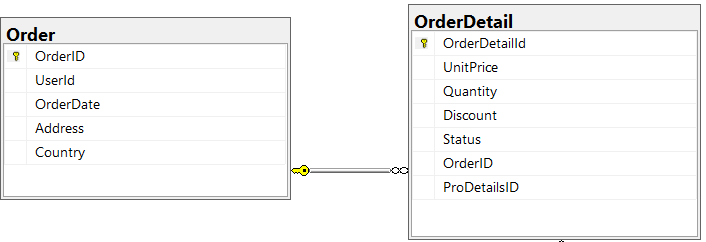 Order
OrderID
UserId
OrderDate
Address
Country
OrderDetail
OrderDetailId
UnitPrice
Quantity
Discount
Status
OrderID
ProDetailsID